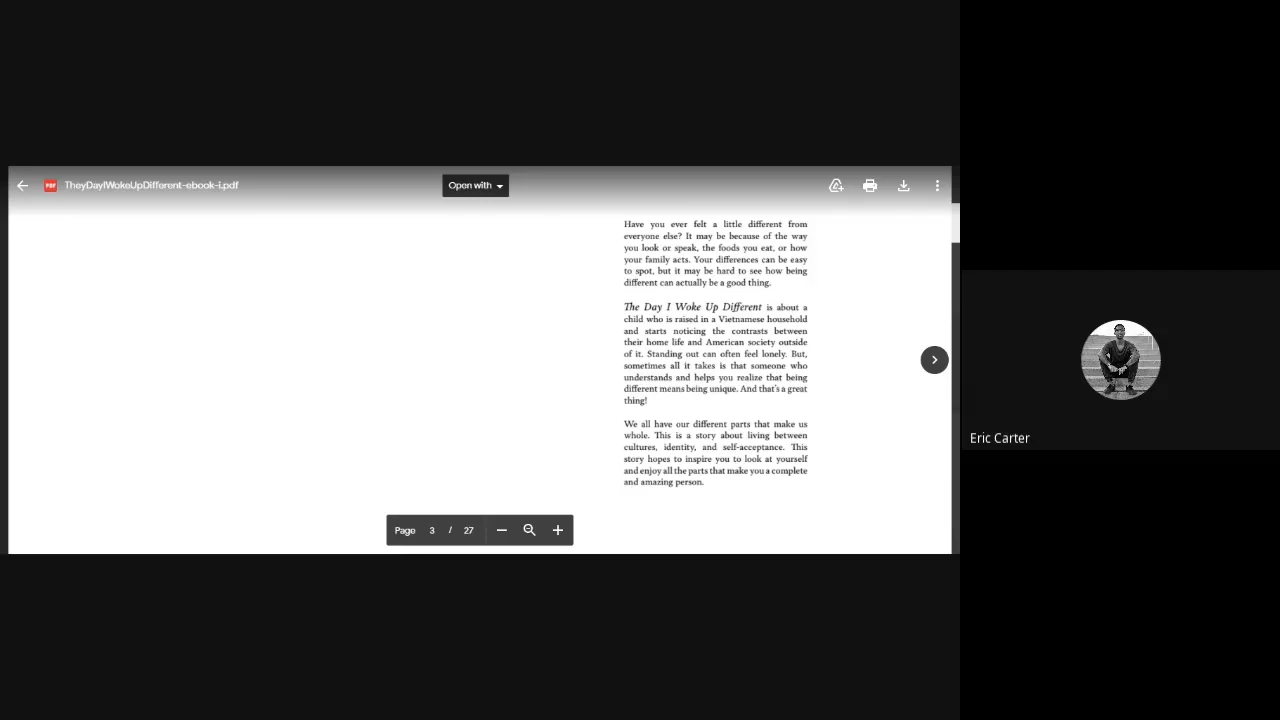 TheyDayIWokeUpDifferent-ebook-i.pdf
Open with
Have you ever felt a little different from
everyone else? It may be because of the way
you look or speak, the foods you eat, or how
your family acts. Your differences can be easy
to spot, but it may be hard to see how being
different can actually be a good thing.
The Day I Woke Up Different is about a
child who is raised in a Vietnamese household
and starts noticing the contrasts between
their home life and American society outside
of it. Standing out can often feel lonely. But,
sometimes all it takes is that someone who
understands and helps you realize that being
different means being unique. And that's a great
thing!
We all have our different parts that make us
whole. This is a story about living between
cultures, identity, and self-acceptance. This
story hopes to inspire you to look at yourself
and enjoy all the parts that make you a complete
and amazing person.
Page 3 / 27
Eric Carter